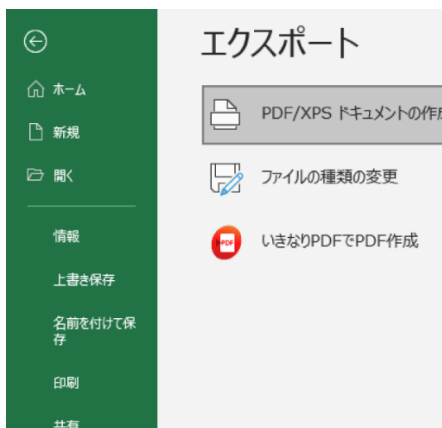 エクスポート
ホーム
新規
開く
情報
上書き保存
名前を付けて保
存
印刷
共有
PDF/XPS ドキュメントの作成
ファイルの種類の変更
いきなりPDFでPDF作成